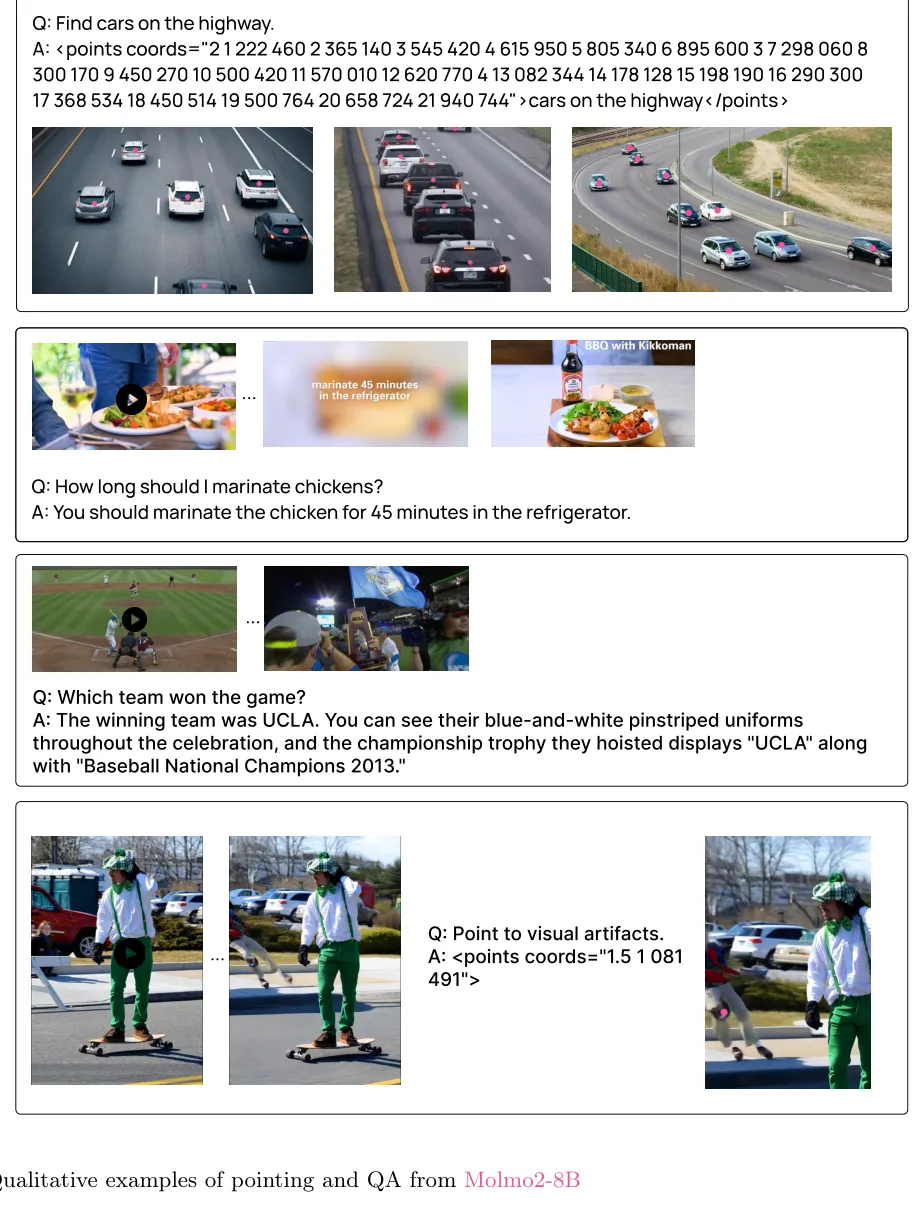 Q: Find cars on the highway.
A: <points coords="2 1 222 460 2 365 140 3 545 420 4 615 950 5 805 340 6 895 600 3 7 298 060 8
300 170 9 450 270 10 500 420 11 570 010 12 620 770 4 13 082 344 14 178 128 15 198 190 16 290 300
17 368 534 18 450 514 19 500 764 20 658 724 21 940 744">cars on the highway</points>
marinate 45 minutes
in the refrigerator
BBQ with Kikkoman
Q: How long should I marinate chickens?
A: You should marinate the chicken for 45 minutes in the refrigerator.
Q: Which team won the game?
A: The winning team was UCLA. You can see their blue-and-white pinstriped uniforms
throughout the celebration, and the championship trophy they hoisted displays "UCLA" along
with "Baseball National Champions 2013."
Q: Point to visual artifacts.
A: <points coords="1.5 1 081
491">
Qualitative examples of pointing and QA from Molmo2-8B